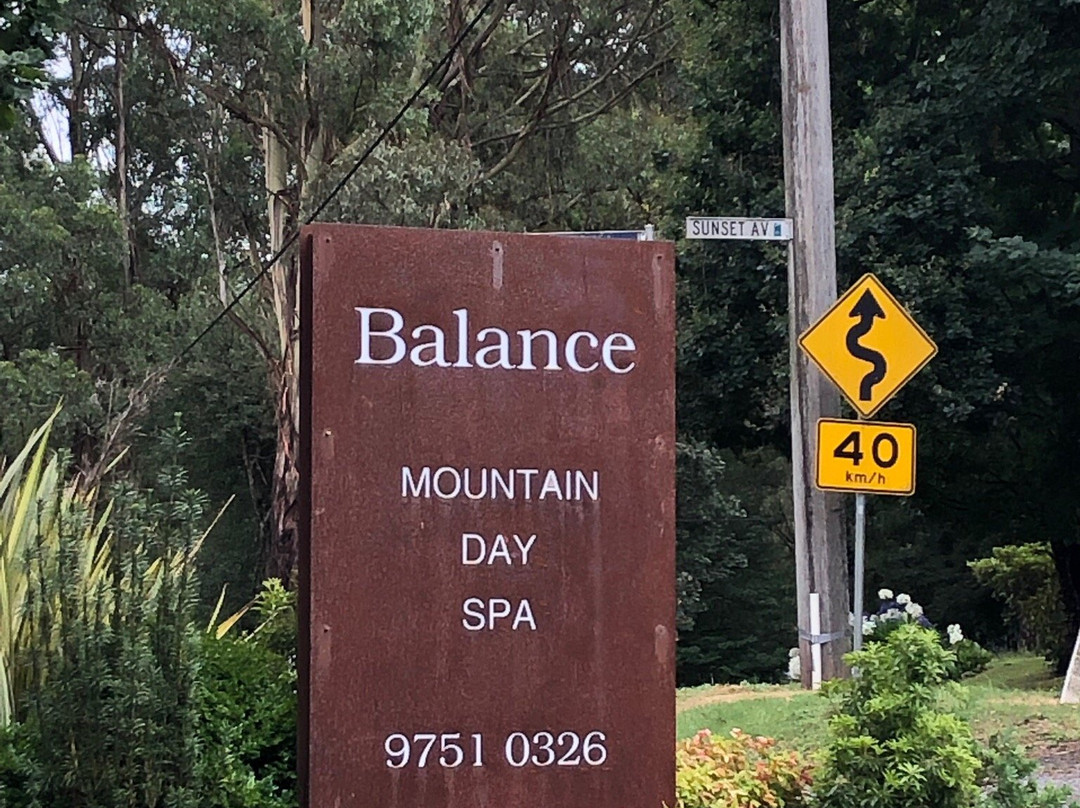 SUNSET AV
Balance
40
km/h
MOUNTAIN
DAY
SPA
9751 0326